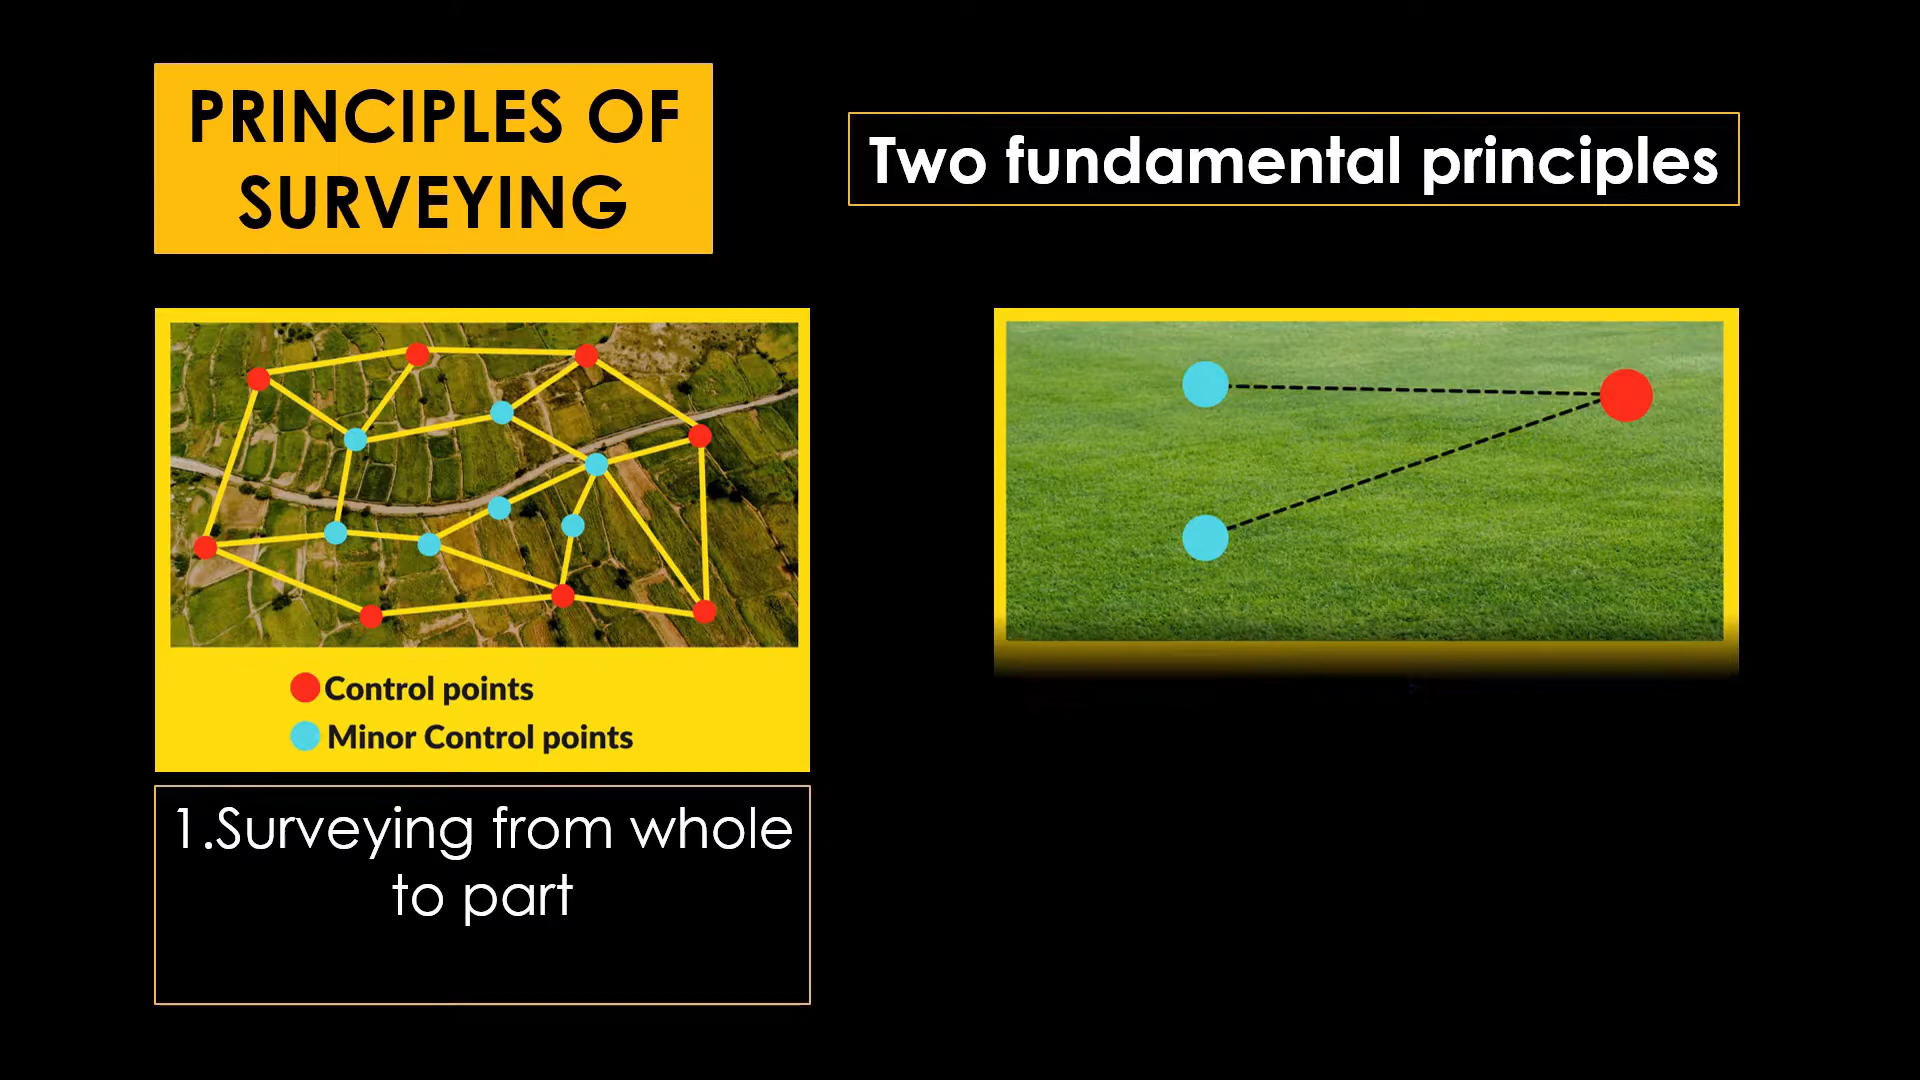 PRINCIPLES OF
SURVEYING
Two fundamental principles
Control points
Minor Control points
1.Surveying from whole
to part